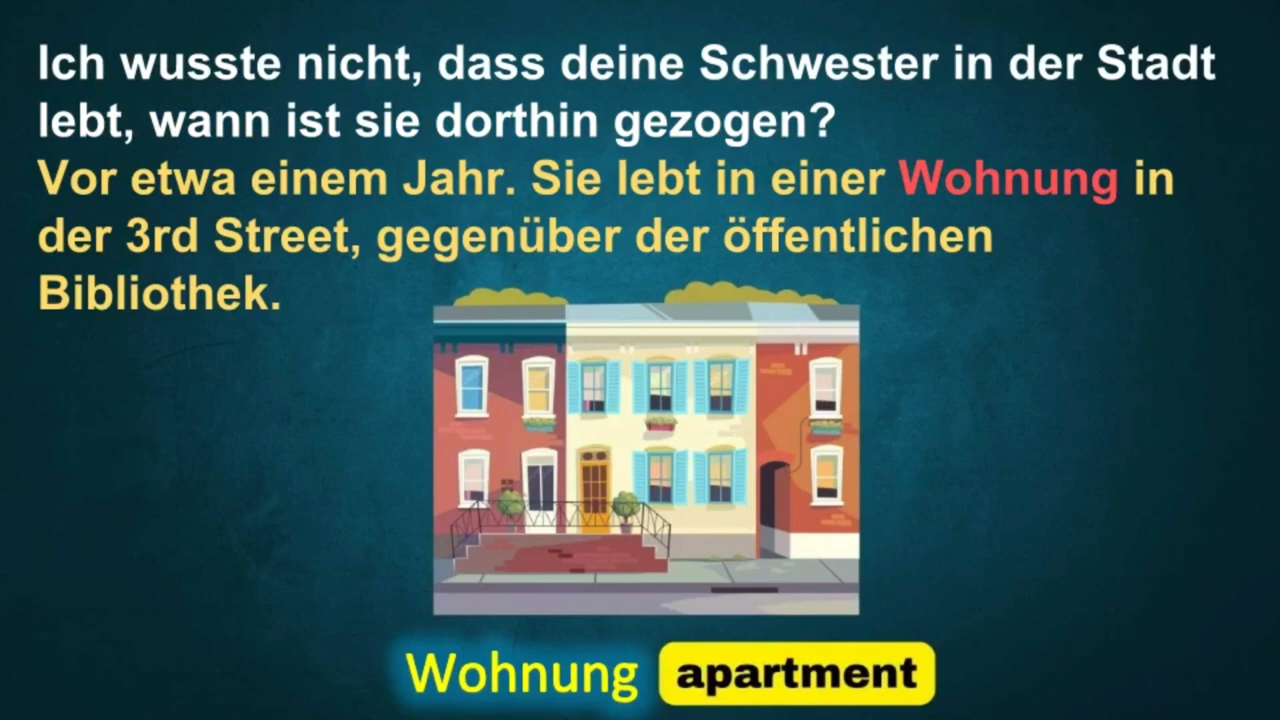 Ich wusste nicht, dass deine Schwester in der Stadt
lebt, wann ist sie dorthin gezogen?
Vor etwa einem Jahr. Sie lebt in einer Wohnung in
der 3rd Street, gegenüber der öffentlichen
Bibliothek.
Wohnung apartment